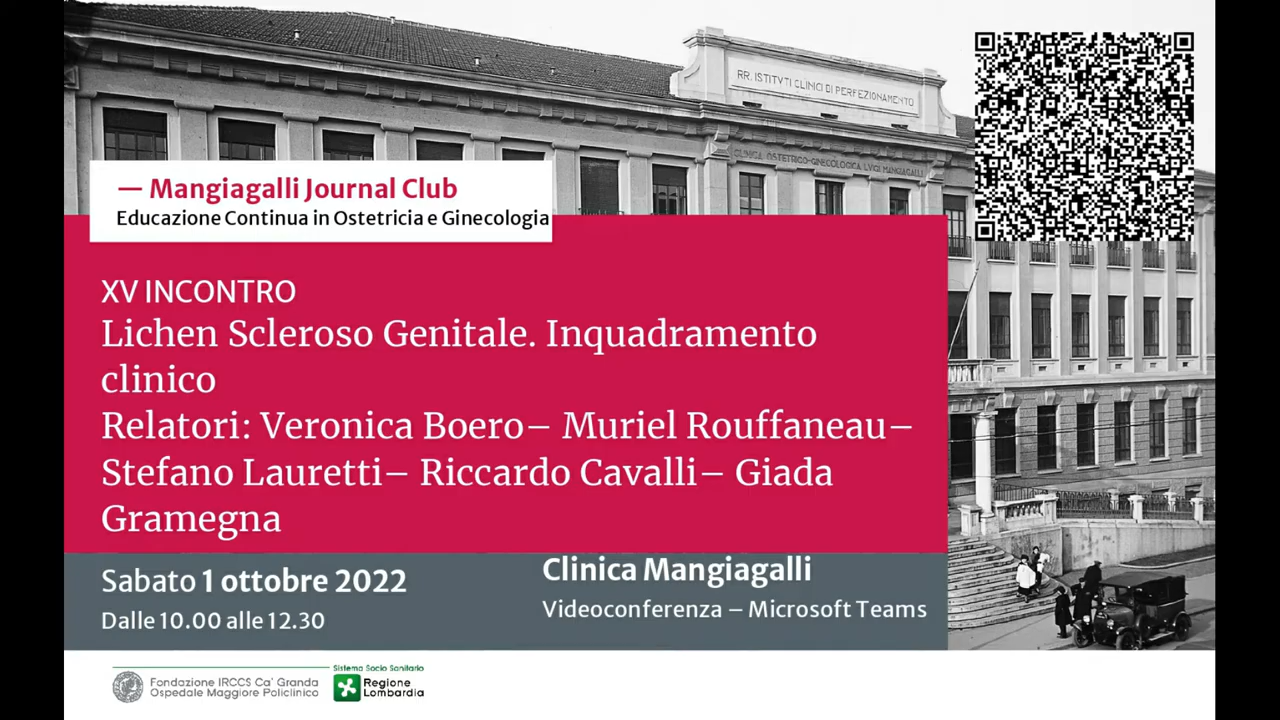 RR. ISTITVTI CLINICI DI PERFEZIONAMENTO
CLINICA OSTETRICO-GINECOLOGICA LVIGI MANGIAGALLI
— Mangiagalli Journal Club
Educazione Continua in Ostetricia e Ginecologia
XV INCONTRO
Lichen Scleroso Genitale. Inquadramento
clinico
Relatori: Veronica Boero– Muriel Rouffaneau–
Stefano Lauretti– Riccardo Cavalli– Giada
Gramegna
Sabato 1 ottobre 2022
Dalle 10.00 alle 12.30
Clinica Mangiagalli
Videoconferenza – Microsoft Teams
Fondazione IRCCS Ca' Granda
Ospedale Maggiore Policlinico
Sistema Socio Sanitario
Regione
Lombardia